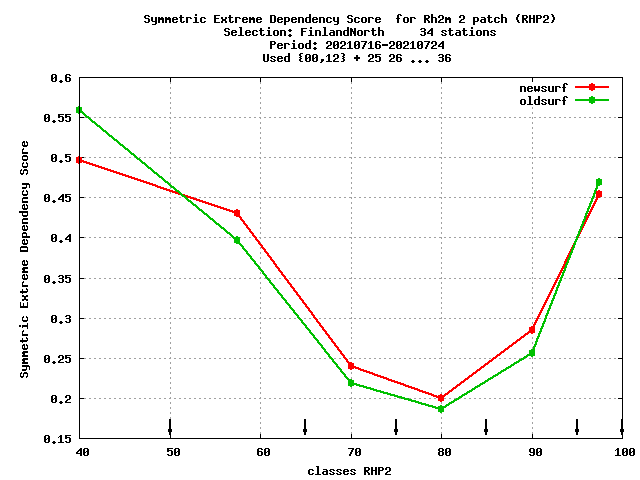 Symmetric Extreme Dependency Score  for Rh2m 2 patch (RHP2)
Selection: FinlandNorth     34 stations
Period: 20210716-20210724
Used {00,12} + 25 26 ... 36
newsurf
oldsurf
Symmetric Extreme Dependency Score
0.6
0.55
0.5
0.45
0.4
0.35
0.3
0.25
0.2
0.15
40 50 60 70 80 90 100
classes RHP2